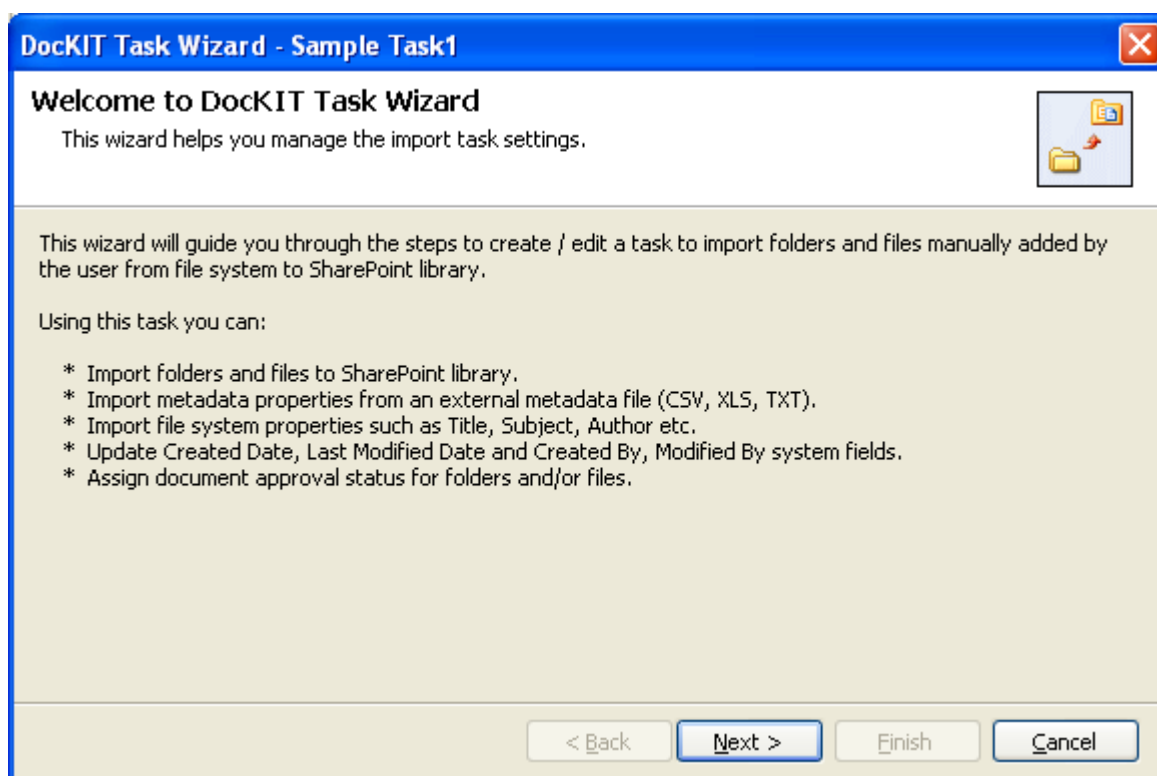 DocKIT Task Wizard - Sample Task1
Welcome to DocKIT Task Wizard
This wizard helps you manage the import task settings.
This wizard will guide you through the steps to create / edit a task to import folders and files manually added by
the user from file system to SharePoint library.
Using this task you can:
* Import folders and files to SharePoint library.
* Import metadata properties from an external metadata file (CSV, XLS, TXT).
* Import file system properties such as Title, Subject, Author etc.
* Update Created Date, Last Modified Date and Created By, Modified By system fields.
* Assign document approval status for folders and/or files.
< Back Next > Finish Cancel